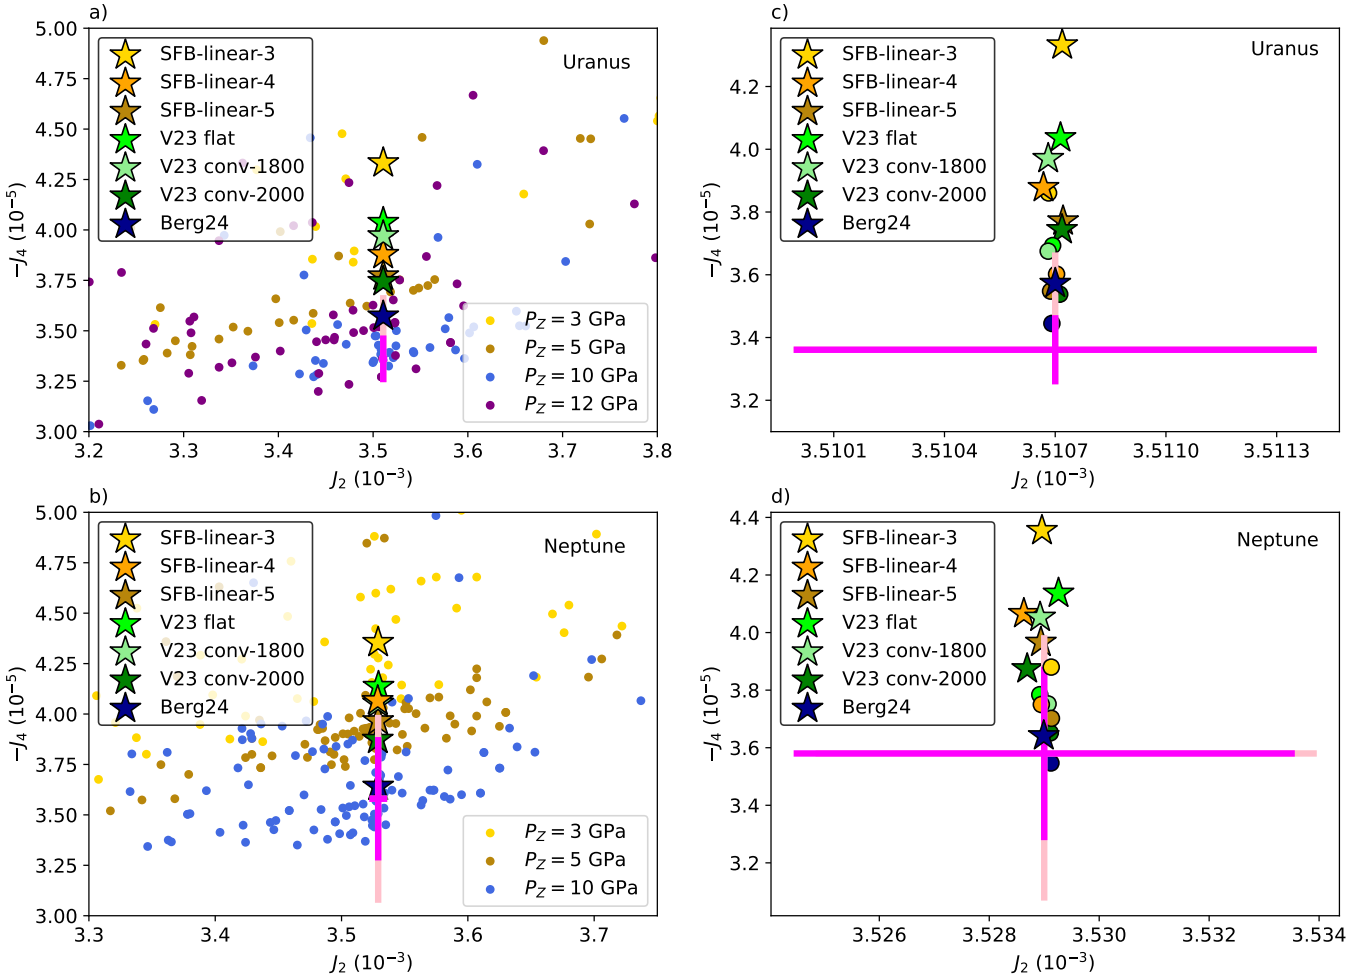 a)
Uranus
SFB-linear-3
SFB-linear-4
SFB-linear-5
V23 flat
V23 conv-1800
V23 conv-2000
Berg24
P_Z = 3 GPa
P_Z = 5 GPa
P_Z = 10 GPa
P_Z = 12 GPa
5.00
4.75
4.50
4.25
4.00
3.75
3.50
3.25
3.00
−J_4 (10^{-5})
3.2
3.3
3.4
3.5
3.6
3.7
3.8
J_2 (10^{-3})
c)
Uranus
SFB-linear-3
SFB-linear-4
SFB-linear-5
V23 flat
V23 conv-1800
V23 conv-2000
Berg24
4.2
4.0
3.8
3.6
3.4
3.2
−J_4 (10^{-5})
3.5101
3.5104
3.5107
3.5110
3.5113
J_2 (10^{-3})
b)
Neptune
SFB-linear-3
SFB-linear-4
SFB-linear-5
V23 flat
V23 conv-1800
V23 conv-2000
Berg24
P_Z = 3 GPa
P_Z = 5 GPa
P_Z = 10 GPa
5.00
4.75
4.50
4.25
4.00
3.75
3.50
3.25
3.00
−J_4 (10^{-5})
3.3
3.4
3.5
3.6
3.7
J_2 (10^{-3})
d)
Neptune
SFB-linear-3
SFB-linear-4
SFB-linear-5
V23 flat
V23 conv-1800
V23 conv-2000
Berg24
4.4
4.2
4.0
3.8
3.6
3.4
3.2
−J_4 (10^{-5})
3.526
3.528
3.530
3.532
3.534
J_2 (10^{-3})